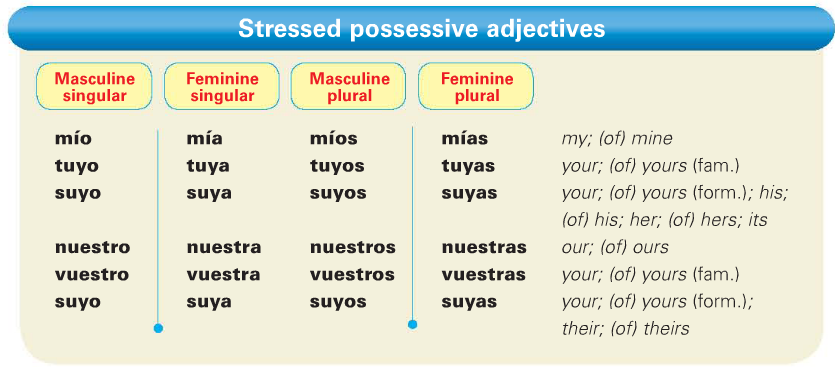 Stressed possessive adjectives
Masculine singular Feminine singular Masculine plural Feminine plural
mío mía míos mías my; (of) mine
tuyo tuya tuyos tuyas your; (of) yours (fam.)
suyo suya suyos suyas your; (of) yours (form.); his;
(of) his; her; (of) hers; its
nuestro nuestra nuestros nuestras our; (of) ours
vuestro vuestra vuestros vuestras your; (of) yours (fam.)
suyo suya suyos suyas your; (of) yours (form.);
their; (of) theirs